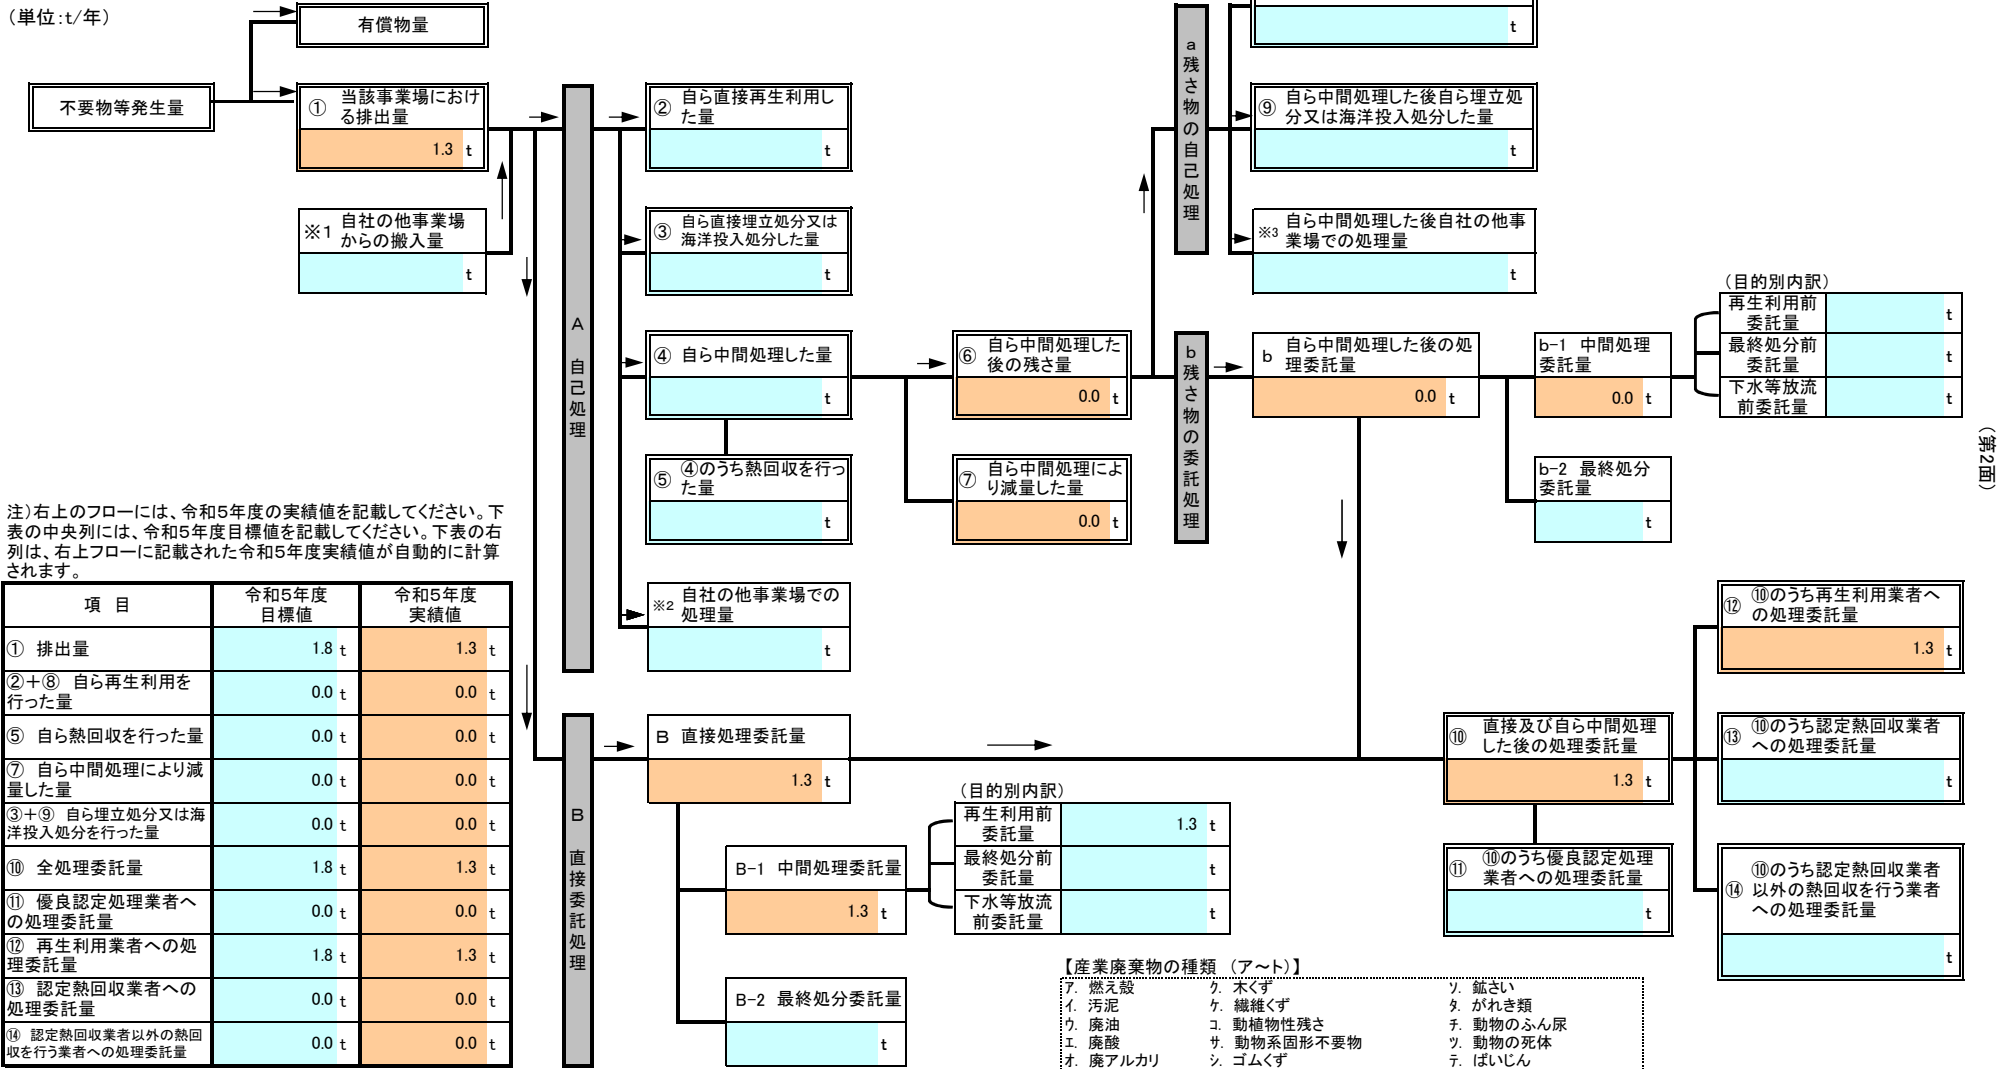 （単位:t/年）
有償物量
不要物等発生量
① 当該事業場におけ
る排出量
1.3 t
※1 自社の他事業場
からの搬入量
t
A 自己処理
② 自ら直接再生利用し
た量
t
③ 自ら直接埋立処分又は
海洋投入処分した量
t
④ 自ら中間処理した量
t
⑤ ④のうち熱回収を行っ
た量
t
※2 自社の他事業場での
処理量
t
⑥ 自ら中間処理した
後の残さ量
0.0 t
⑦ 自ら中間処理によ
り減量した量
0.0 t
a残さ物の自己処理
t
⑨ 自ら中間処理した後自ら埋立処
分又は海洋投入処分した量
t
※3 自ら中間処理した後自社の他事
業場での処理量
t
b残さ物の委託処理
b 自ら中間処理した後の処
理委託量
0.0 t
b-1 中間処理
委託量
0.0 t
（目的別内訳）
再生利用前
委託量
t
最終処分前
委託量
t
下水等放流
前委託量
t
b-2 最終処分
委託量
t
（第2面）
注）右上のフローには、令和5年度の実績値を記載してください。下
表の中央列には、令和5年度目標値を記載してください。下表の右
列は、右上フローに記載された令和5年度実績値が自動的に計算
されます。
項 目 令和5年度 令和5年度
目標値 実績値
① 排出量 1.8 t 1.3 t
②+⑧ 自ら再生利用を
行った量 0.0 t 0.0 t
⑤ 自ら熱回収を行った量 0.0 t 0.0 t
⑦ 自ら中間処理により減
量した量 0.0 t 0.0 t
③+⑨ 自ら埋立処分又は海
洋投入処分を行った量 0.0 t 0.0 t
⑩ 全処理委託量 1.8 t 1.3 t
⑪ 優良認定処理業者へ
の処理委託量 0.0 t 0.0 t
⑫ 再生利用業者への処
理委託量 1.8 t 1.3 t
⑬ 認定熱回収業者への
処理委託量 0.0 t 0.0 t
⑭ 認定熱回収業者以外の熱回
収を行う業者への処理委託量 0.0 t 0.0 t
B 直接委託処理
B 直接処理委託量
1.3 t
B-1 中間処理委託量
1.3 t
（目的別内訳）
再生利用前
委託量
1.3 t
最終処分前
委託量
t
下水等放流
前委託量
t
B-2 最終処分委託量
t
⑩ 直接及び自ら中間処理
した後の処理委託量
1.3 t
⑪ ⑩のうち優良認定処理
業者への処理委託量
t
⑫ ⑩のうち再生利用業者へ
の処理委託量
1.3 t
⑬ ⑩のうち認定熱回収業者
への処理委託量
t
⑭ ⑩のうち認定熱回収業者
以外の熱回収を行う業者
への処理委託量
t
【産業廃棄物の種類 （ア～ト）】
ア. 燃え殻 ク. 木くず ソ. 鉱さい
イ. 汚泥 ケ. 繊維くず タ. がれき類
ウ. 廃油 コ. 動植物性残さ チ. 動物のふん尿
エ. 廃酸 サ. 動物系固形不要物 ツ. 動物の死体
オ. 廃アルカリ シ. ゴムくず テ. ばいじん